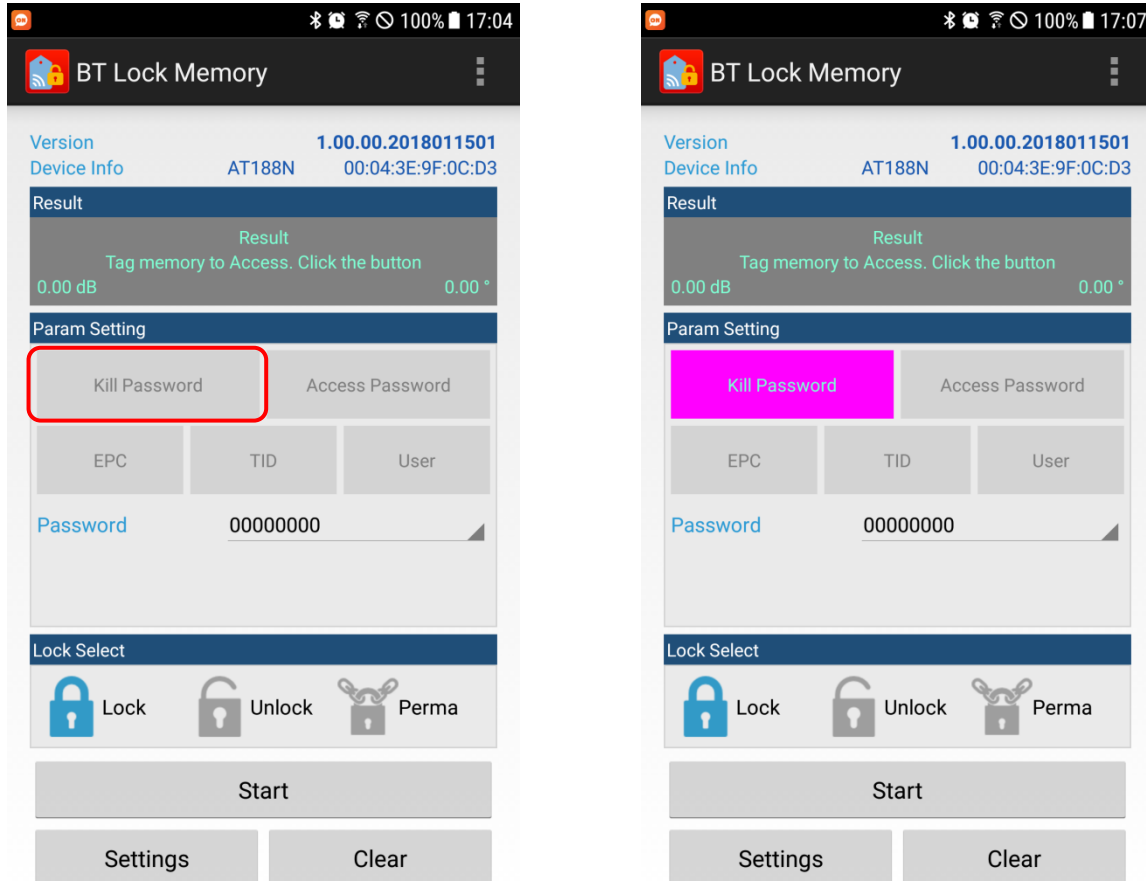 100% 17:04
BT Lock Memory
Version 1.00.00.2018011501
Device Info AT188N 00:04:3E:9F:0C:D3
Result
Result
Tag memory to Access. Click the button
0.00 dB 0.00 °
Param Setting
Kill Password Access Password
EPC TID User
Password 00000000
Lock Select
Lock Unlock Perma
Start
Settings Clear
100% 17:07
BT Lock Memory
Version 1.00.00.2018011501
Device Info AT188N 00:04:3E:9F:0C:D3
Result
Result
Tag memory to Access. Click the button
0.00 dB 0.00 °
Param Setting
Kill Password Access Password
EPC TID User
Password 00000000
Lock Select
Lock Unlock Perma
Start
Settings Clear